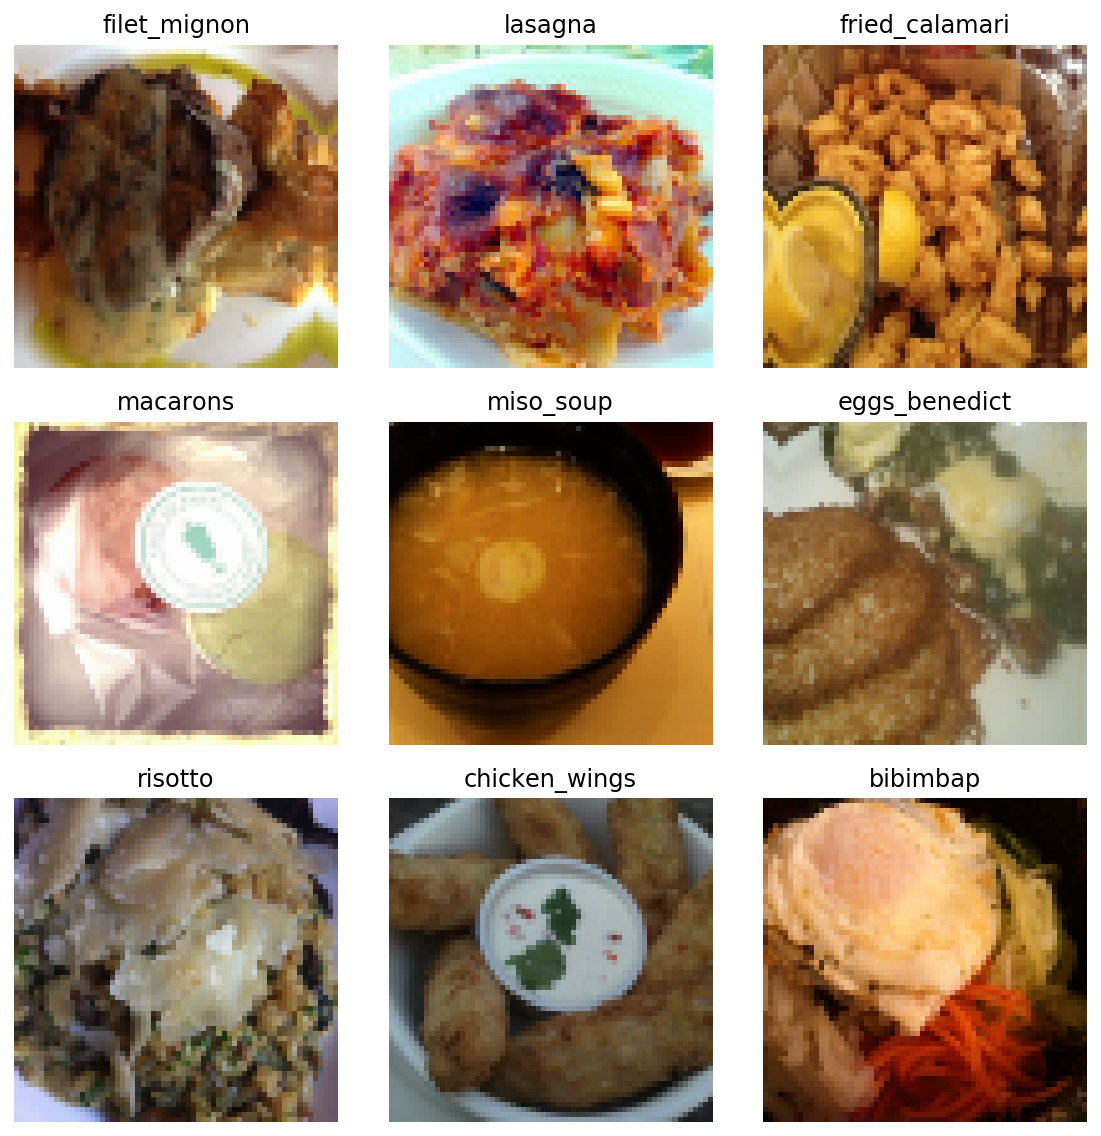 filet_mignon
lasagna
fried_calamari
macarons
miso_soup
eggs_benedict
risotto
chicken_wings
bibimbap